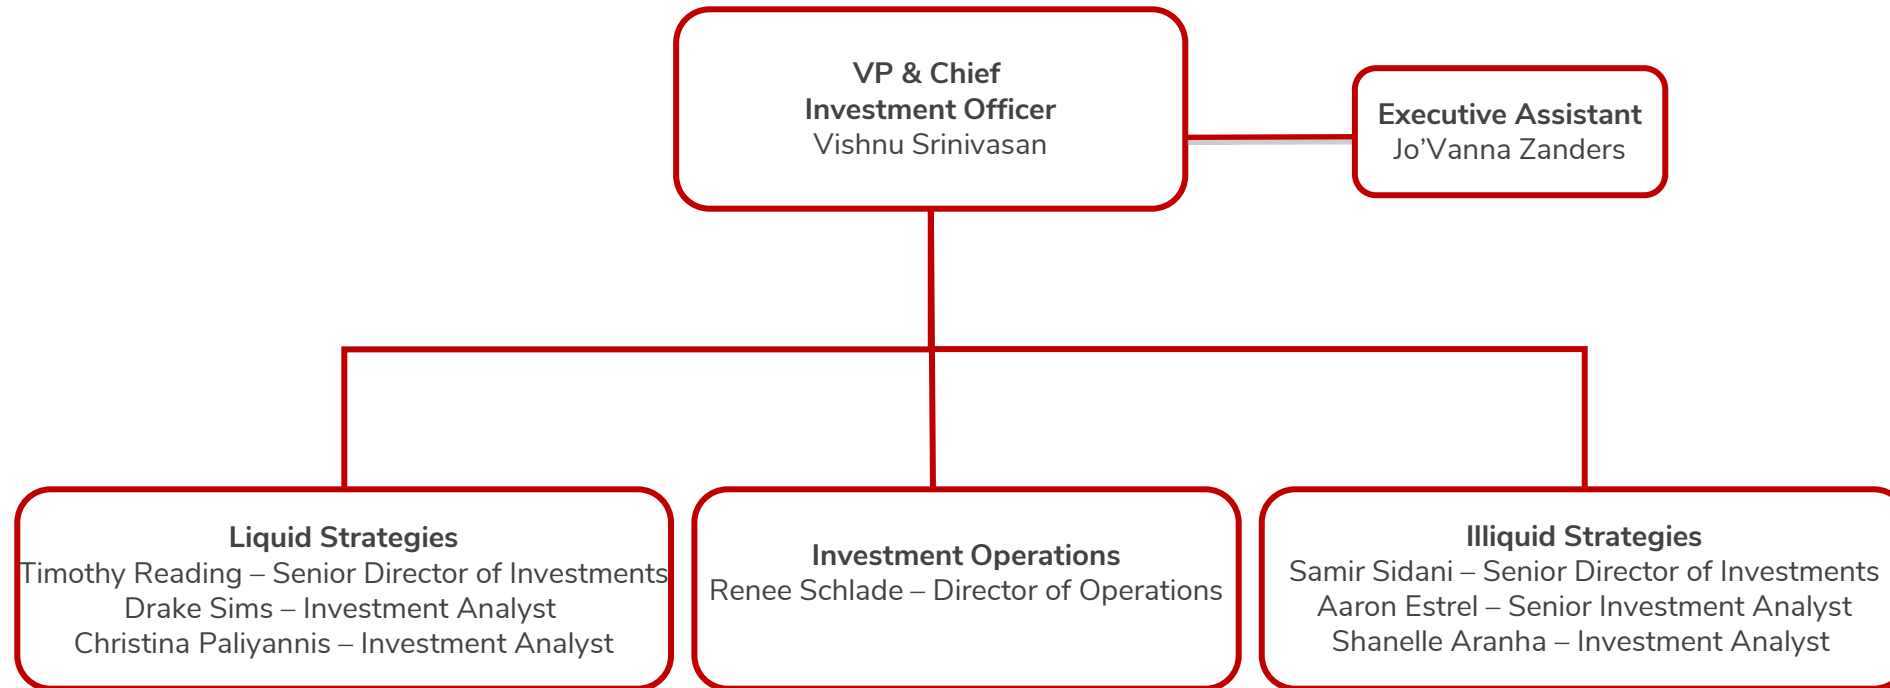 VP & Chief
Investment Officer
Vishnu Srinivasan
Executive Assistant
Jo’Vanna Zanders
Liquid Strategies
Timothy Reading – Senior Director of Investments
Drake Sims – Investment Analyst
Christina Paliyannis – Investment Analyst
Investment Operations
Renee Schlade – Director of Operations
Illiquid Strategies
Samir Sidani – Senior Director of Investments
Aaron Estrel – Senior Investment Analyst
Shanelle Aranha – Investment Analyst